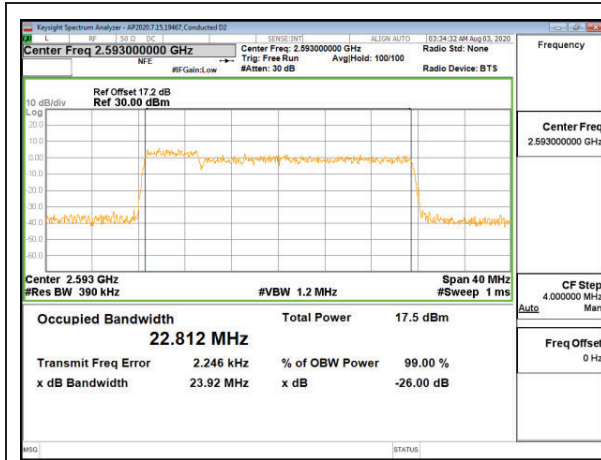 Keysight Spectrum Analyzer - AP2020.7.15,19467,Conducted D2
L RF 50 Ω DC SENSE:INT ALIGN AUTO 03:34:32 AM Aug 03, 2020
Center Freq 2.593000000 GHz Center Freq: 2.593000000 GHz Radio Std: None Frequency
NFE Trig: Free Run Avg|Hold: 100/100
#IFGain:Low #Atten: 30 dB Radio Device: BTS
Ref Offset 17.2 dB
10 dB/div Ref 30.00 dBm
Log
20.0
10.0
0.00
-10.0
-20.0
-30.0
-40.0
-50.0
-60.0
Center Freq
2.593000000 GHz
Center 2.593 GHz Span 40 MHz
#Res BW 390 kHz #VBW 1.2 MHz #Sweep 1 ms
CF Step
4.000000 MHz
Auto Man
Occupied Bandwidth Total Power 17.5 dBm
22.812 MHz
Freq Offset
0 Hz
Transmit Freq Error 2.246 kHz % of OBW Power 99.00 %
x dB Bandwidth 23.92 MHz x dB -26.00 dB
MSG STATUS